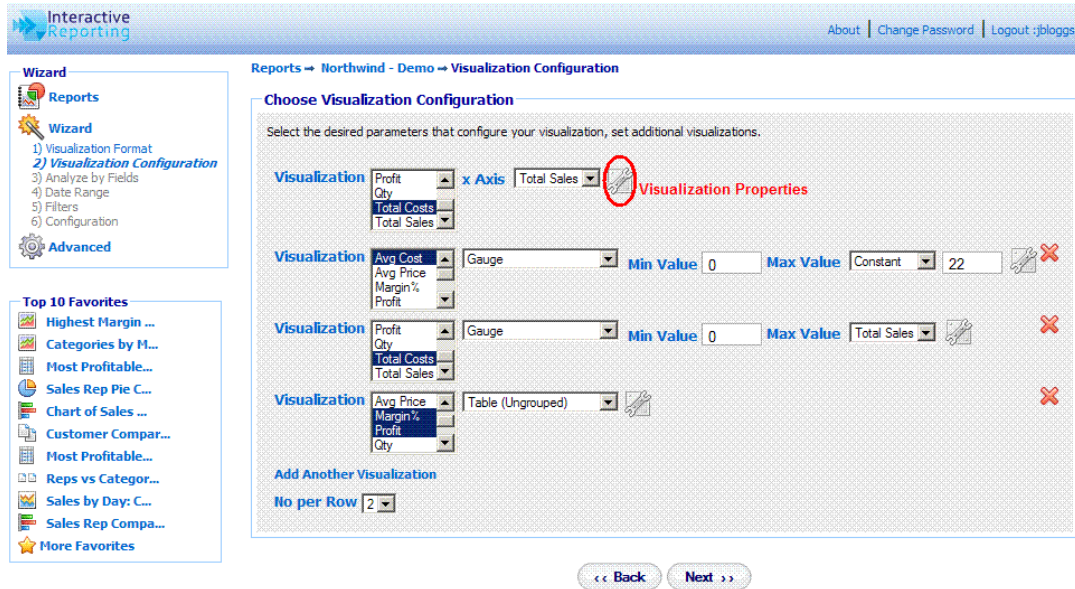 Interactive
Reporting
About | Change Password | Logout :jbloggs
Wizard
Reports
Wizard
1) Visualization Format
2) Visualization Configuration
3) Analyze by Fields
4) Date Range
5) Filters
6) Configuration
Advanced
Top 10 Favorites
Highest Margin ...
Categories by M...
Most Profitable...
Sales Rep Pie C...
Chart of Sales ...
Customer Compar...
Most Profitable...
Reps vs Categor...
Sales by Day: C...
Sales Rep Compa...
More Favorites
Reports → Northwind - Demo → Visualization Configuration
Choose Visualization Configuration
Select the desired parameters that configure your visualization, set additional visualizations.
Visualization
Profit
Qty
Total Costs
Total Sales
x Axis Total Sales
Visualization Properties
Visualization
Avg Cost
Avg Price
Margin%
Profit
Gauge
Min Value 0
Max Value Constant 22
Visualization
Profit
Qty
Total Costs
Total Sales
Gauge
Min Value 0
Max Value Total Sales
Visualization
Avg Price
Margin%
Profit
Qty
Table (Ungrouped)
Add Another Visualization
No per Row 2
‹‹ Back
Next ››